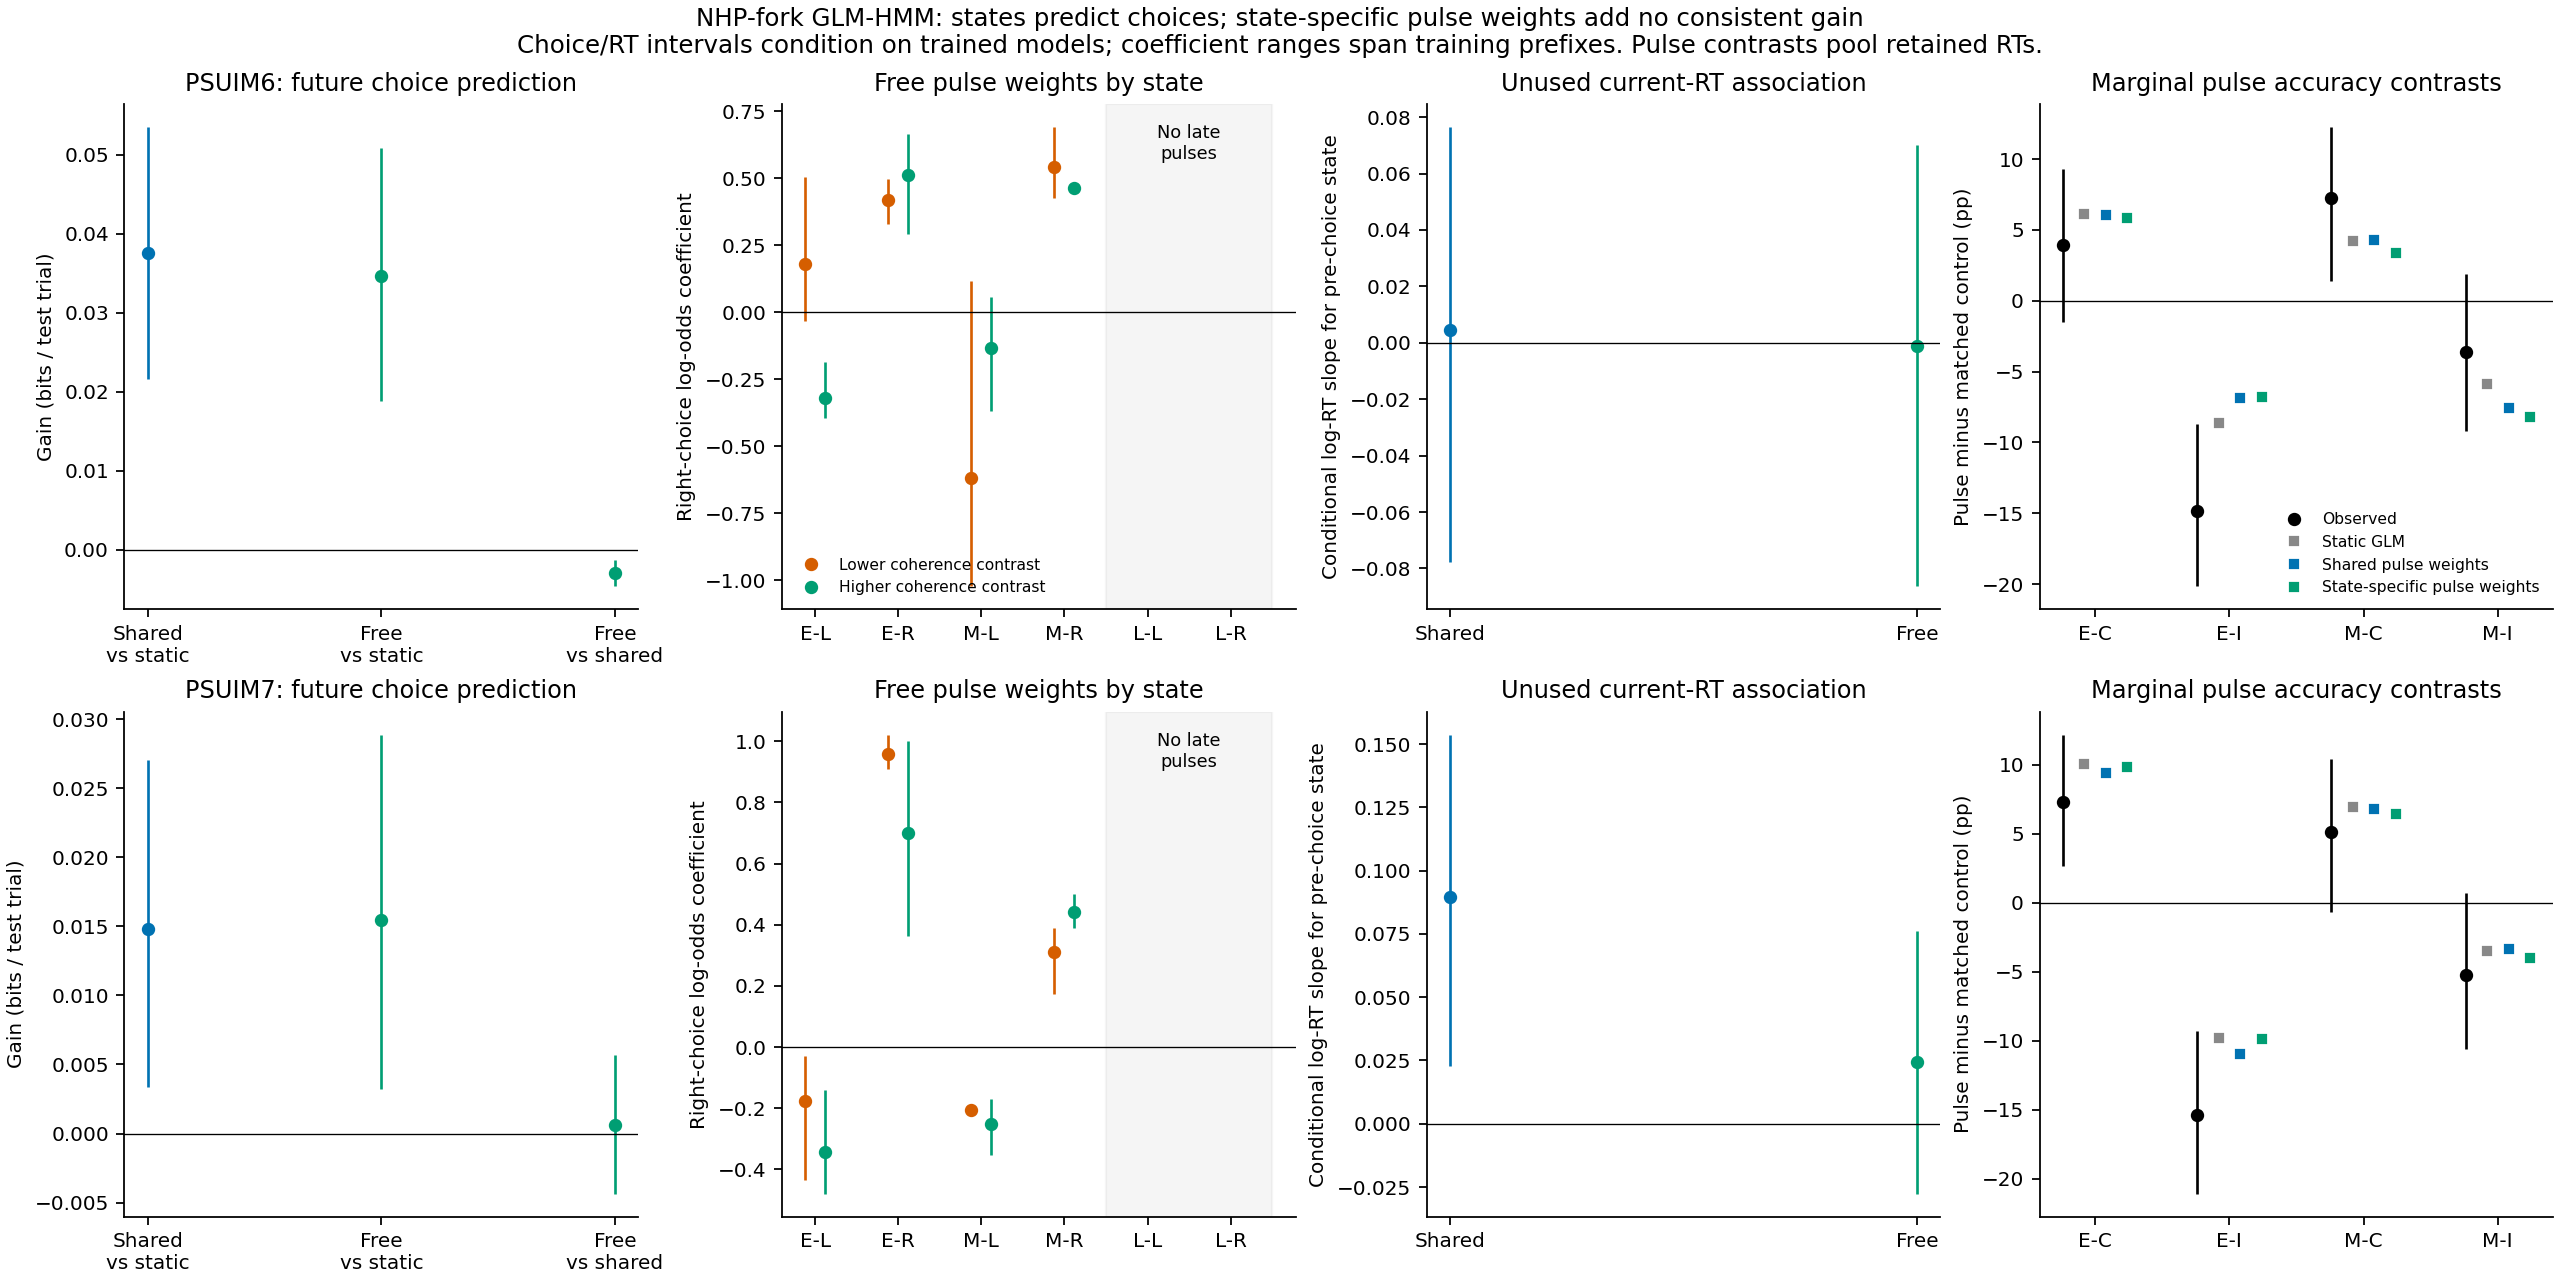 NHP-fork GLM-HMM: states predict choices; state-specific pulse weights add no consistent gain
Choice/RT intervals condition on trained models; coefficient ranges span training prefixes. Pulse contrasts pool retained RTs.
PSUIM6: future choice prediction
Gain (bits / test trial)
0.05
0.04
0.03
0.02
0.01
0.00
Shared
vs static
Free
vs static
Free
vs shared
Free pulse weights by state
Right-choice log-odds coefficient
0.75
0.50
0.25
0.00
−0.25
−0.50
−0.75
−1.00
No late
pulses
Lower coherence contrast
Higher coherence contrast
E-L
E-R
M-L
M-R
L-L
L-R
Unused current-RT association
Conditional log-RT slope for pre-choice state
0.08
0.06
0.04
0.02
0.00
−0.02
−0.04
−0.06
−0.08
Shared
Free
Marginal pulse accuracy contrasts
Pulse minus matched control (pp)
10
5
0
−5
−10
−15
−20
Observed
Static GLM
Shared pulse weights
State-specific pulse weights
E-C
E-I
M-C
M-I
PSUIM7: future choice prediction
Gain (bits / test trial)
0.030
0.025
0.020
0.015
0.010
0.005
0.000
−0.005
Shared
vs static
Free
vs static
Free
vs shared
Free pulse weights by state
Right-choice log-odds coefficient
1.0
0.8
0.6
0.4
0.2
0.0
−0.2
−0.4
No late
pulses
E-L
E-R
M-L
M-R
L-L
L-R
Unused current-RT association
Conditional log-RT slope for pre-choice state
0.150
0.125
0.100
0.075
0.050
0.025
0.000
−0.025
Shared
Free
Marginal pulse accuracy contrasts
Pulse minus matched control (pp)
10
5
0
−5
−10
−15
−20
E-C
E-I
M-C
M-I